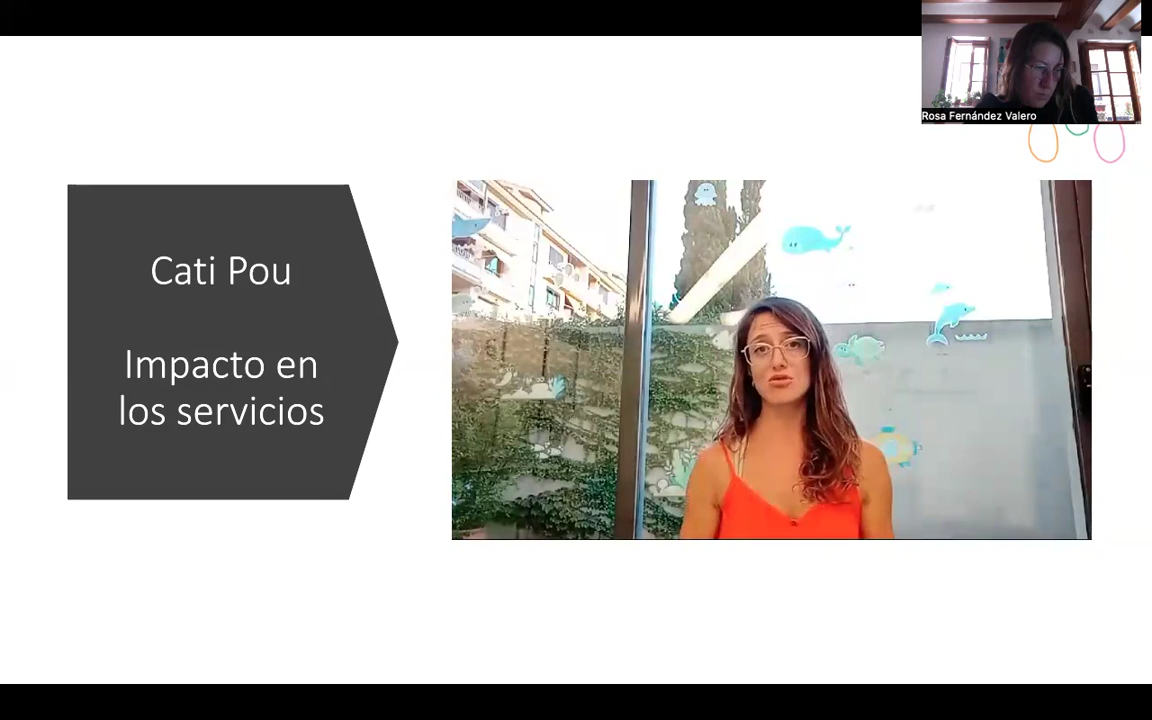 Rosa Fernández Valero
Cati Pou
Impacto en
los servicios